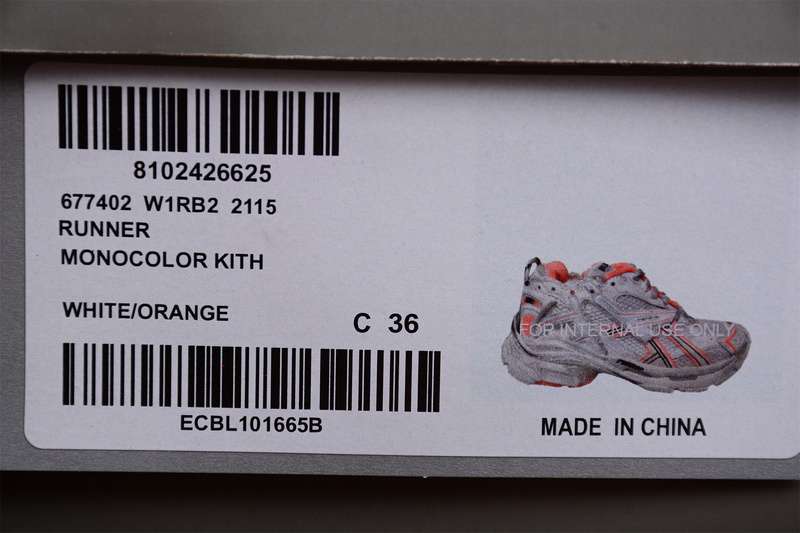 8102426625
677402 W1RB2 2115
RUNNER
MONOCOLOR KITH
WHITE/ORANGE
C 36
ECBL101665B
FOR INTERNAL USE ONLY
MADE IN CHINA